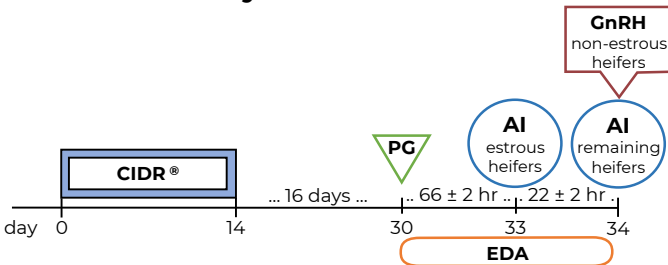 GnRH
non-estrous
heifers
AI
estrous
heifers
AI
remaining
heifers
PG
CIDR ®
... 16 days ...
.. 66 ± 2 hr ..
. 22 ± 2 hr .
day 0 14 30 33 34
EDA